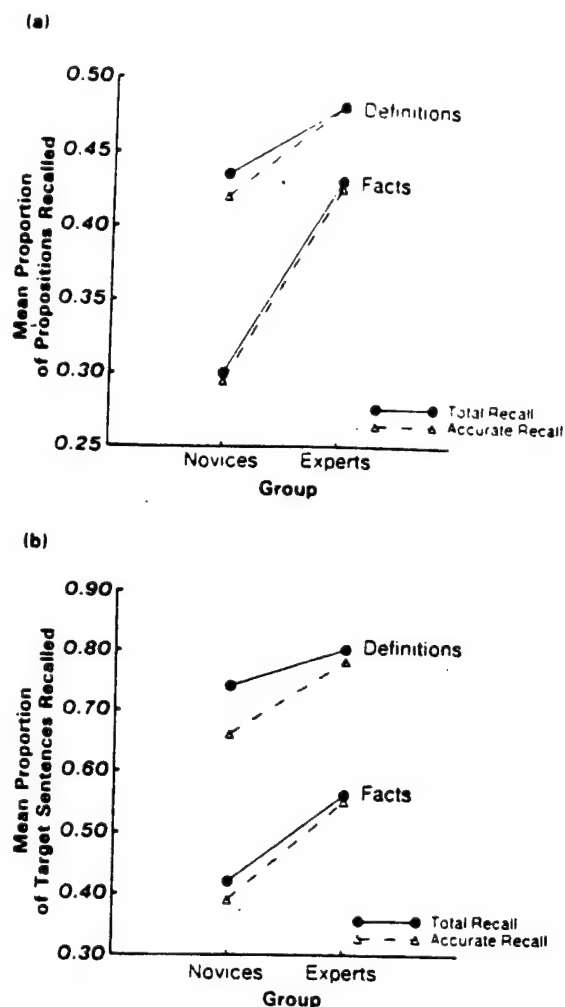 (a)
0.50
0.45
0.40
0.35
0.30
0.25
Mean Proportion
of Propositions Recalled
Definitions
Facts
Total Recall
Accurate Recall
Novices Experts
Group
(b)
0.90
0.80
0.70
0.60
0.50
0.40
0.30
Mean Proportion
of Target Sentences Recalled
Definitions
Facts
Total Recall
Accurate Recall
Novices Experts
Group